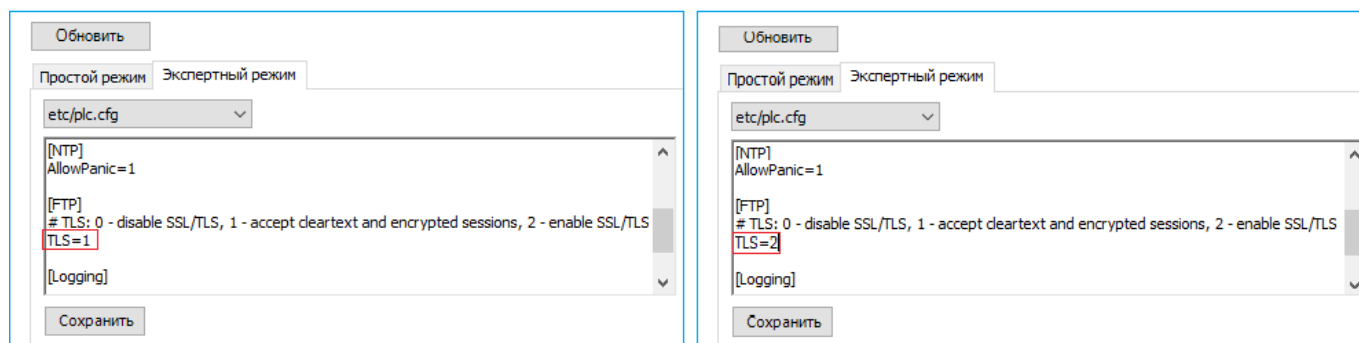 Обновить
Простой режим Экспертный режим
etc/plc.cfg
[NTP]
AllowPanic=1
[FTP]
# TLS: 0 - disable SSL/TLS, 1 - accept cleartext and encrypted sessions, 2 - enable SSL/TLS
TLS=1
[Logging]
Сохранить
Обновить
Простой режим Экспертный режим
etc/plc.cfg
[NTP]
AllowPanic=1
[FTP]
# TLS: 0 - disable SSL/TLS, 1 - accept cleartext and encrypted sessions, 2 - enable SSL/TLS
TLS=2
[Logging]
Сохранить